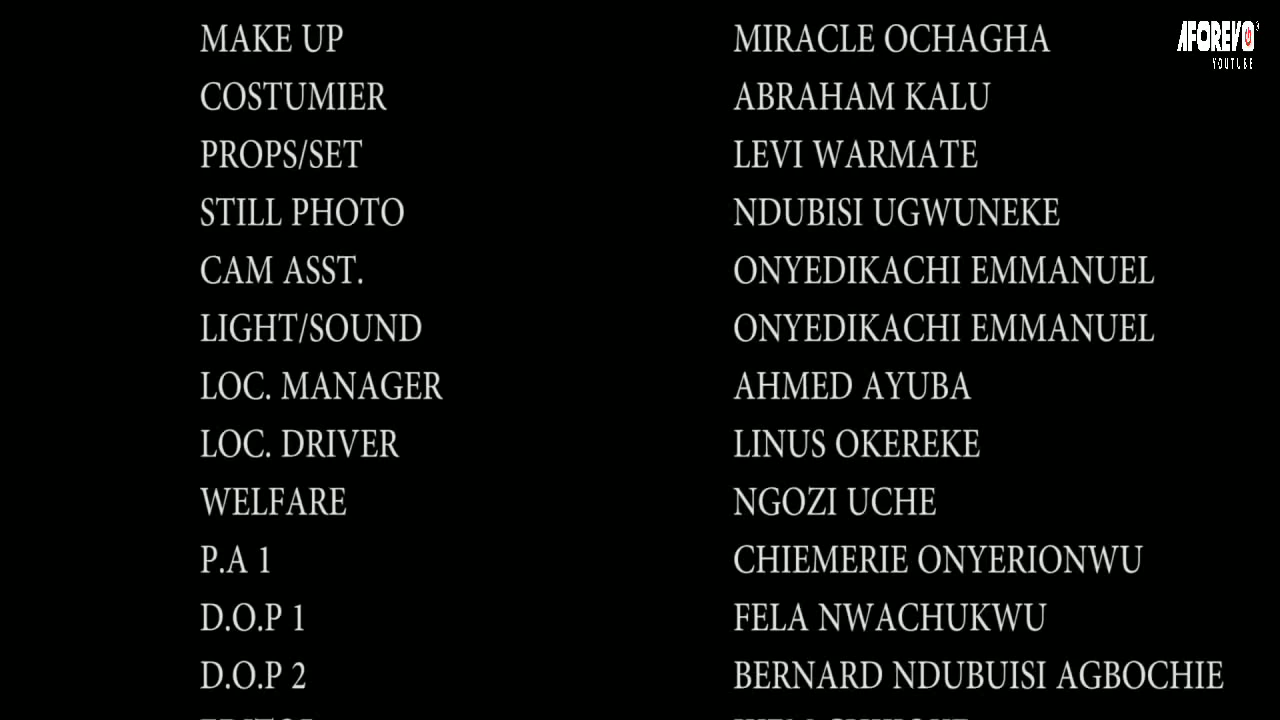 MAKE UP MIRACLE OCHAGHA
COSTUMIER ABRAHAM KALU
PROPS/SET LEVI WARMATE
STILL PHOTO NDUBISI UGWUNEKE
CAM ASST. ONYEDIKACHI EMMANUEL
LIGHT/SOUND ONYEDIKACHI EMMANUEL
LOC. MANAGER AHMED AYUBA
LOC. DRIVER LINUS OKEREKE
WELFARE NGOZI UCHE
P.A 1 CHIEMERIE ONYERIONWU
D.O.P 1 FELA NWACHUKWU
D.O.P 2 BERNARD NDUBUISI AGBOCHIE
AFOREVO
YOUTUBE